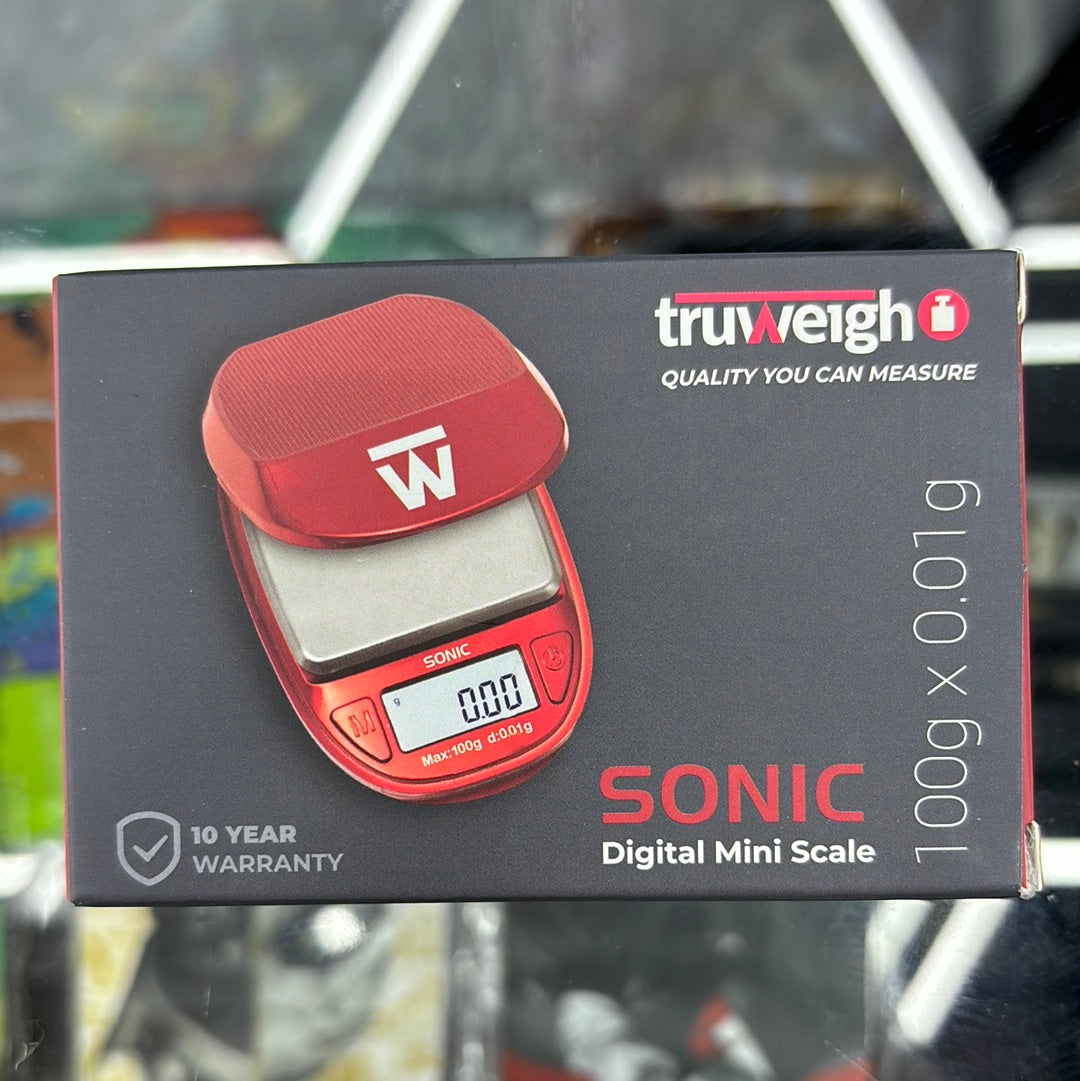 truweigh
QUALITY YOU CAN MEASURE
W
SONIC
M
g
0.00
Max:100g d:0.01g
100g x 0.01g
SONIC
Digital Mini Scale
10 YEAR
WARRANTY